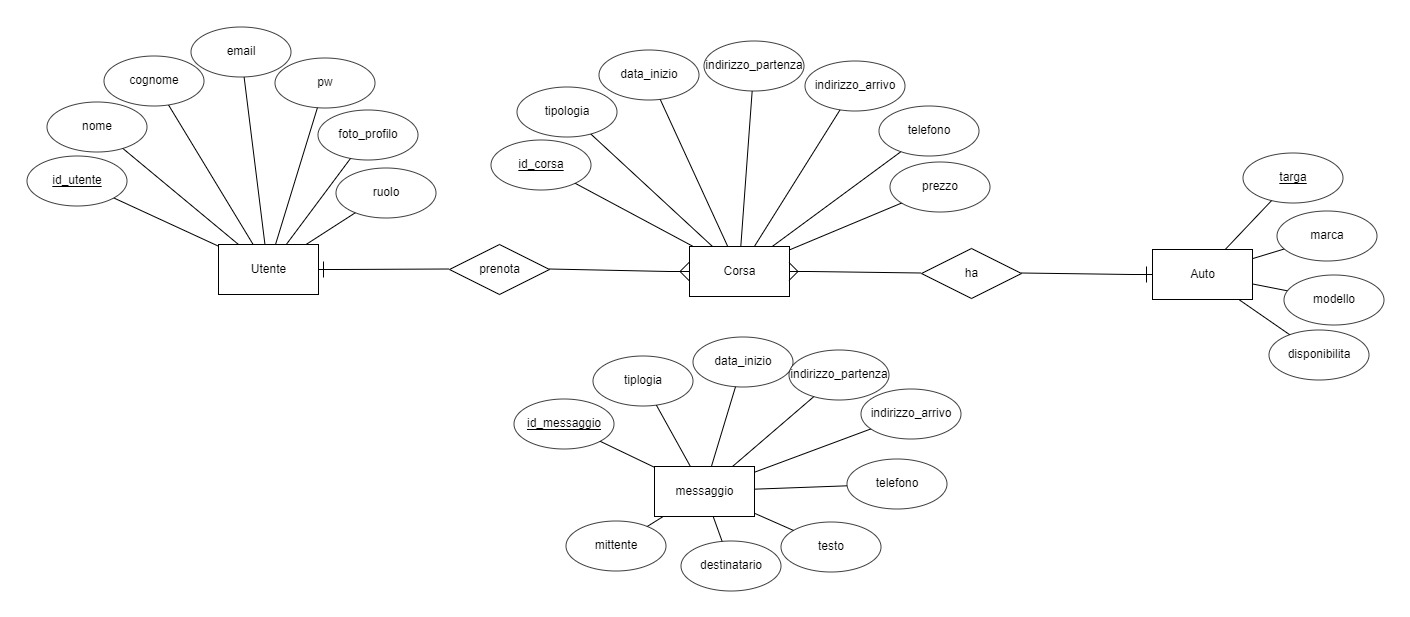 email
cognome
pw
nome
foto_profilo
id_utente
ruolo
Utente
prenota
indirizzo_partenza
data_inizio
indirizzo_arrivo
tipologia
telefono
id_corsa
prezzo
Corsa
ha
targa
marca
Auto
modello
disponibilita
data_inizio
tiplogia
indirizzo_partenza
indirizzo_arrivo
id_messaggio
telefono
messaggio
mittente
destinatario
testo